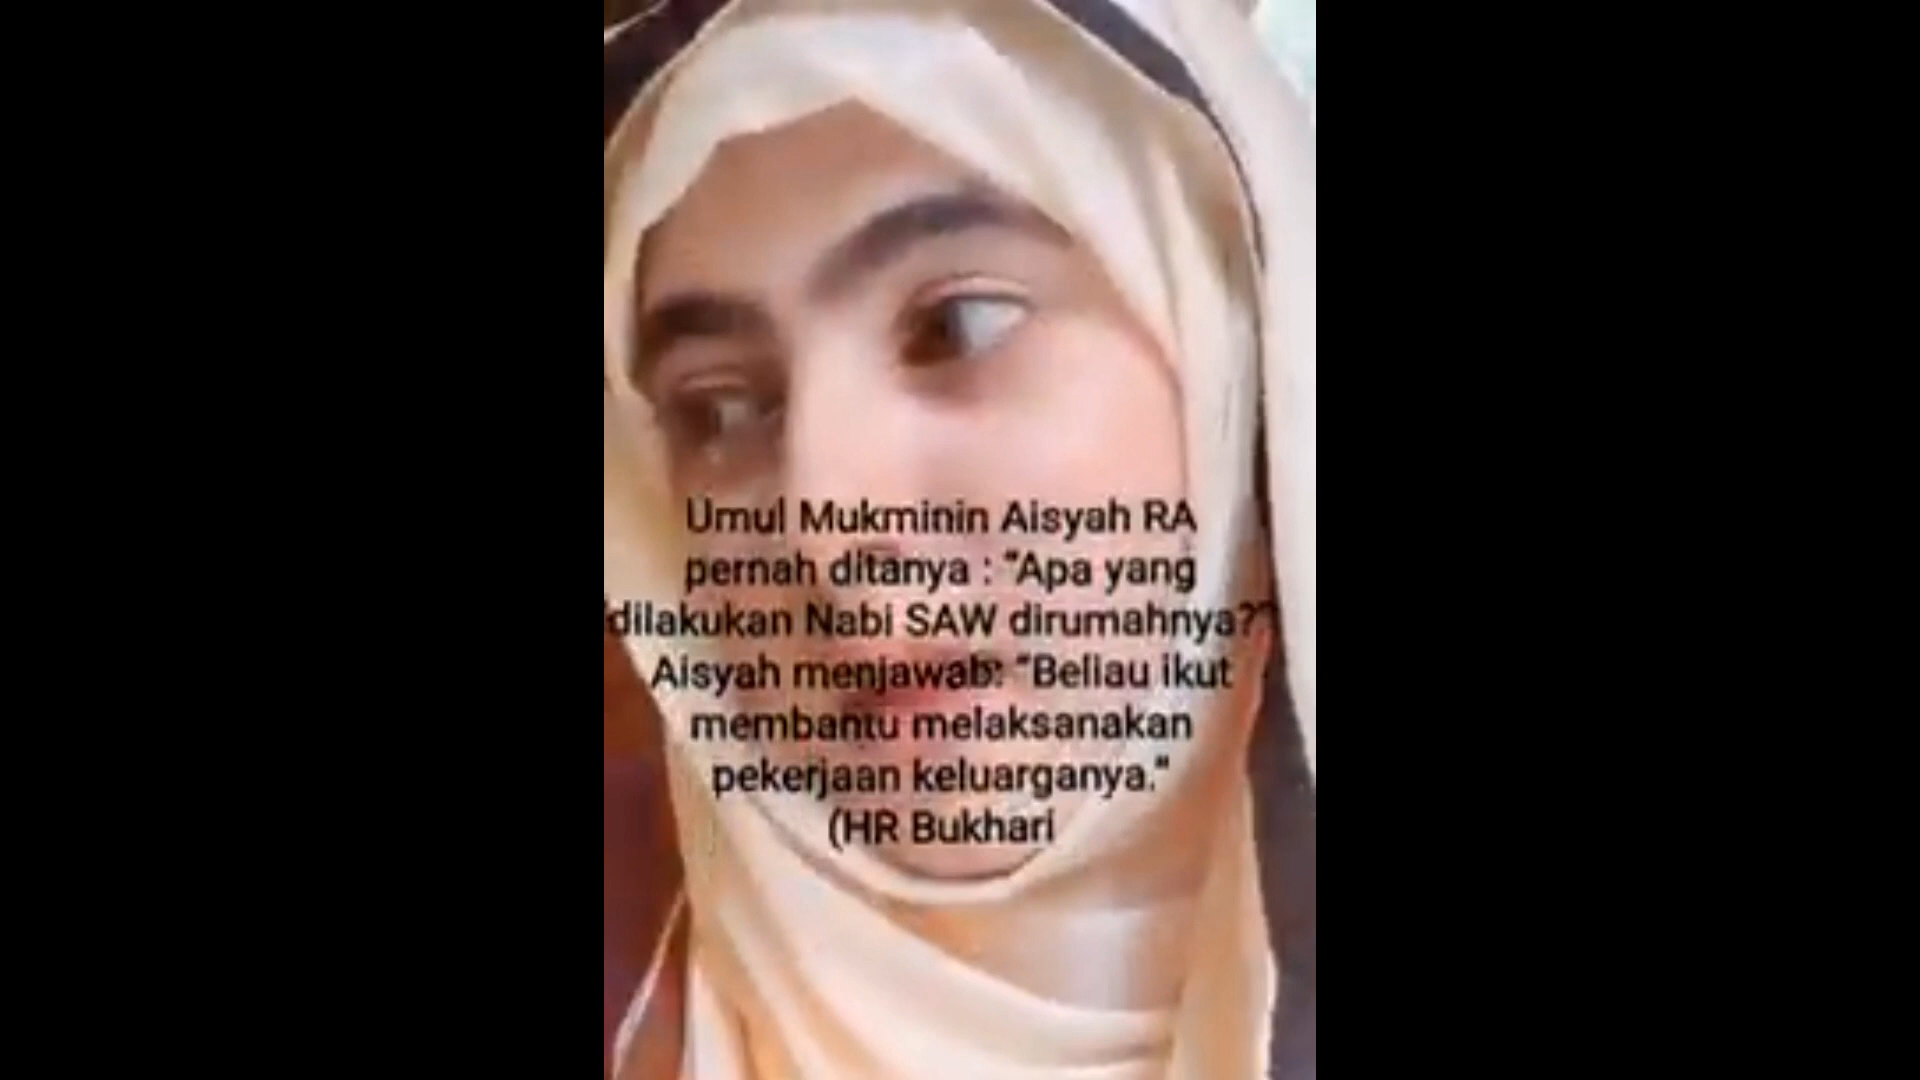 Umul Mukminin Aisyah RA
pernah ditanya : "Apa yang
dilakukan Nabi SAW dirumahnya?"
Aisyah menjawab: "Beliau ikut
membantu melaksanakan
pekerjaan keluarganya."
(HR Bukhari